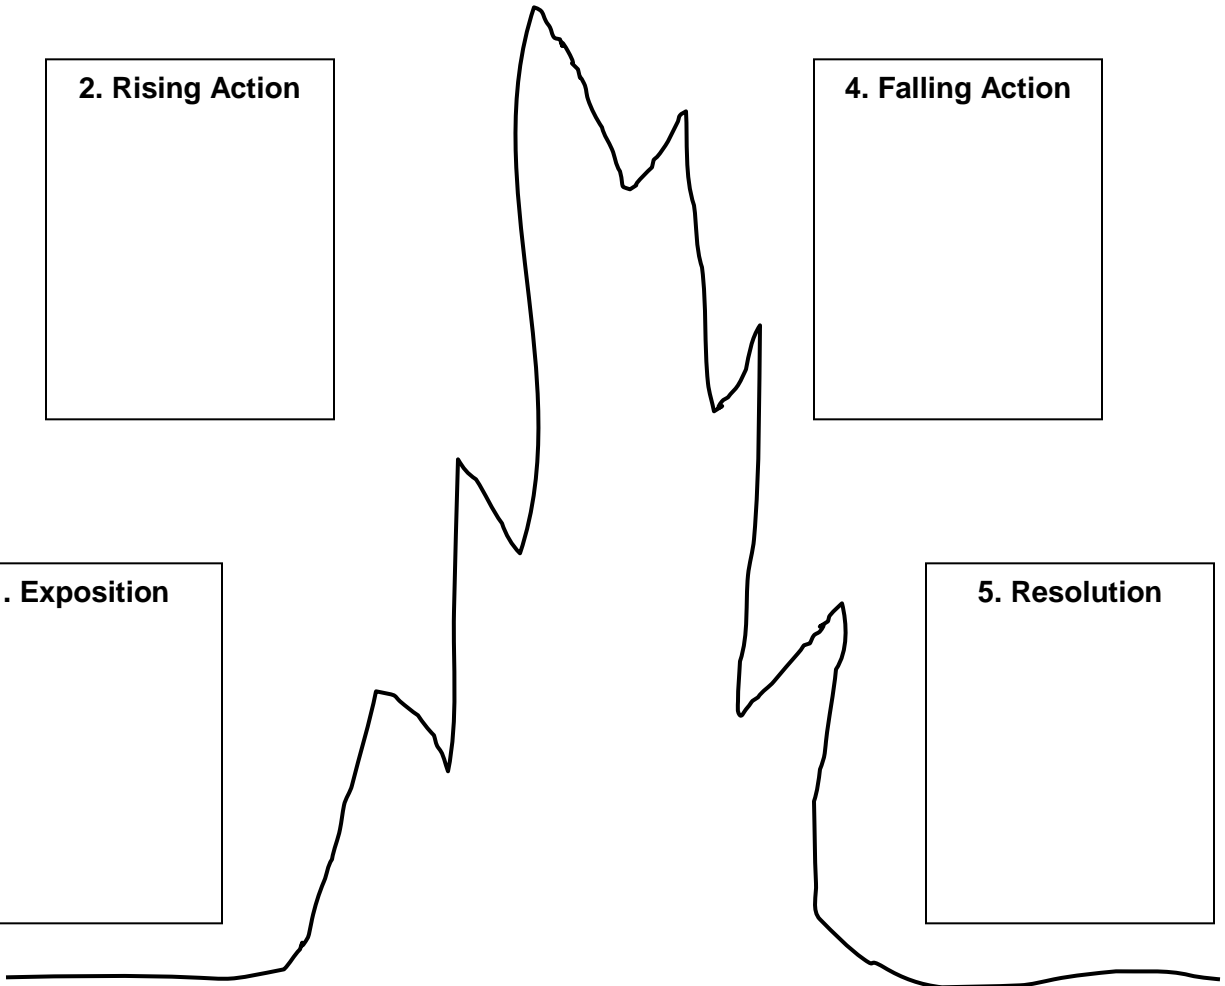 2. Rising Action
4. Falling Action
. Exposition
5. Resolution